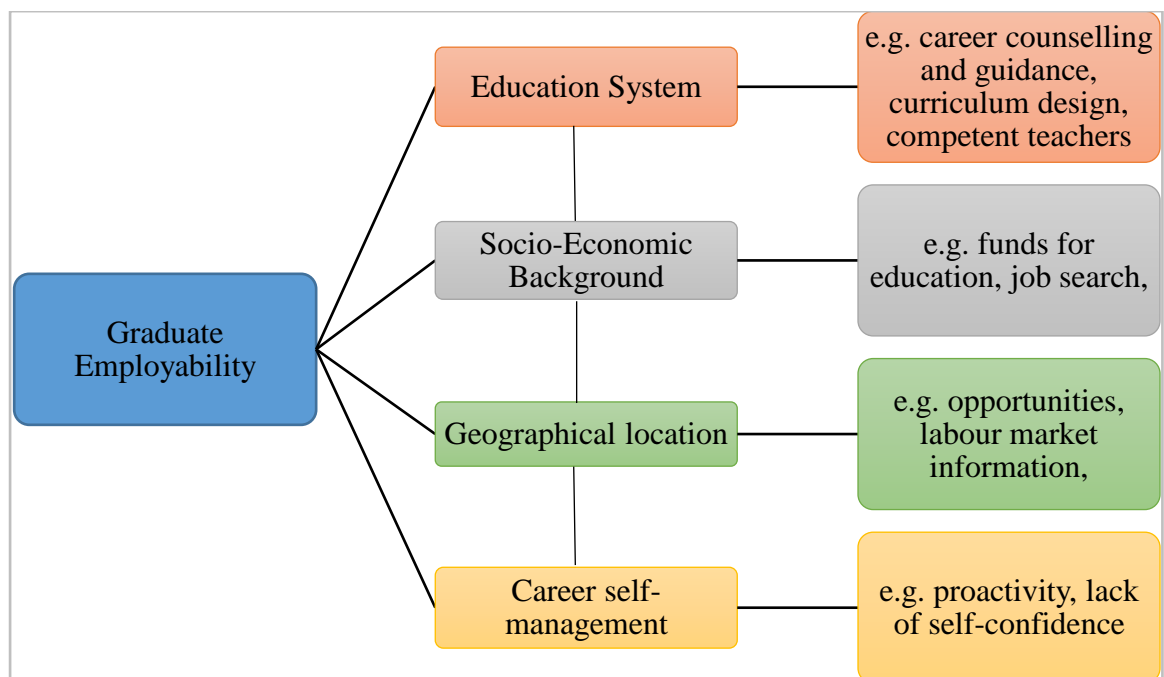 Graduate
Employability
Education System
e.g. career counselling
and guidance,
curriculum design,
competent teachers
Socio-Economic
Background
e.g. funds for
education, job search,
Geographical location
e.g. opportunities,
labour market
information,
Career self-
management
e.g. proactivity, lack
of self-confidence